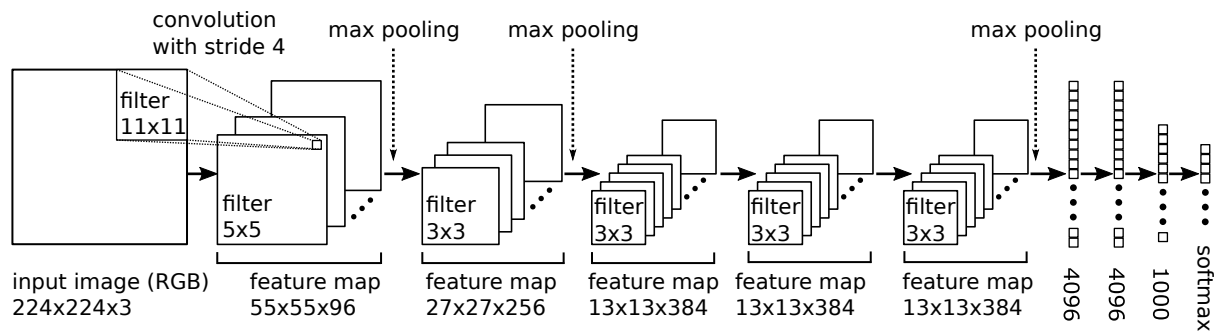 convolution
with stride 4
max pooling
max pooling
max pooling
filter
11x11
filter
5x5
filter
3x3
filter
3x3
filter
3x3
filter
3x3
input image (RGB)
224x224x3
feature map
55x55x96
feature map
27x27x256
feature map
13x13x384
feature map
13x13x384
feature map
13x13x384
4096
4096
1000
softmax